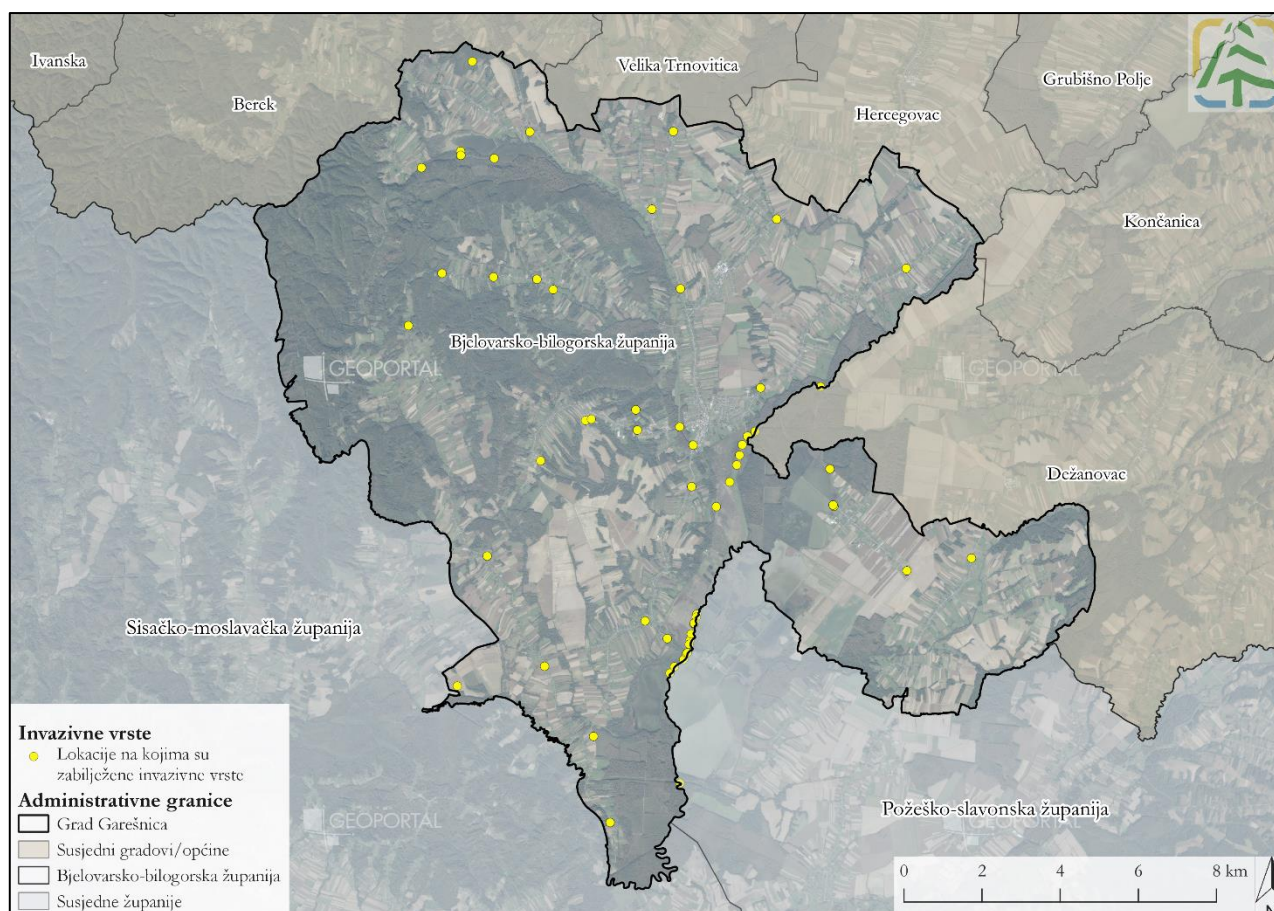 Ivanska
Berek
Velika Trnovitica
Grubišno Polje
Hercegovac
Končanica
Bjelovarsko-bilogorska županija
GEOPORTAL
GEOPORTAL
Dežanovac
Sisačko-moslavačka županija
Požeško-slavonska županija
GEOPORTAL
GEOPORTAL
Invazivne vrste
Lokacije na kojima su
zabilježene invazivne vrste
Administrativne granice
Grad Garešnica
Susjedni gradovi/općine
Bjelovarsko-bilogorska županija
Susjedne županije
0 2 4 6 8 km
N